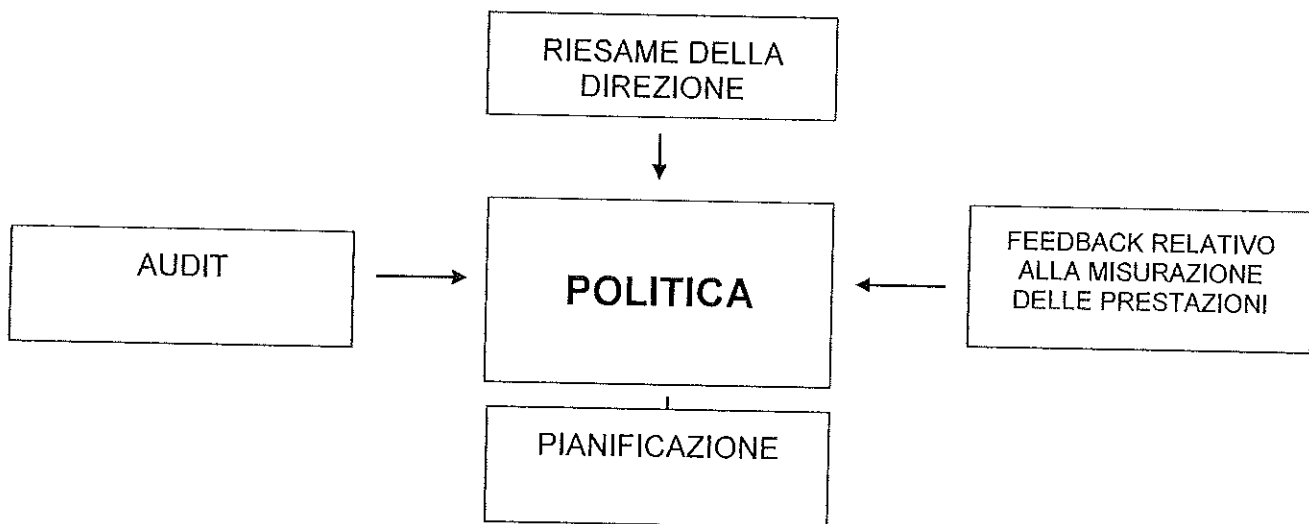 RIESAME DELLA
DIREZIONE
AUDIT
POLITICA
FEEDBACK RELATIVO
ALLA MISURAZIONE
DELLE PRESTAZIONI
PIANIFICAZIONE